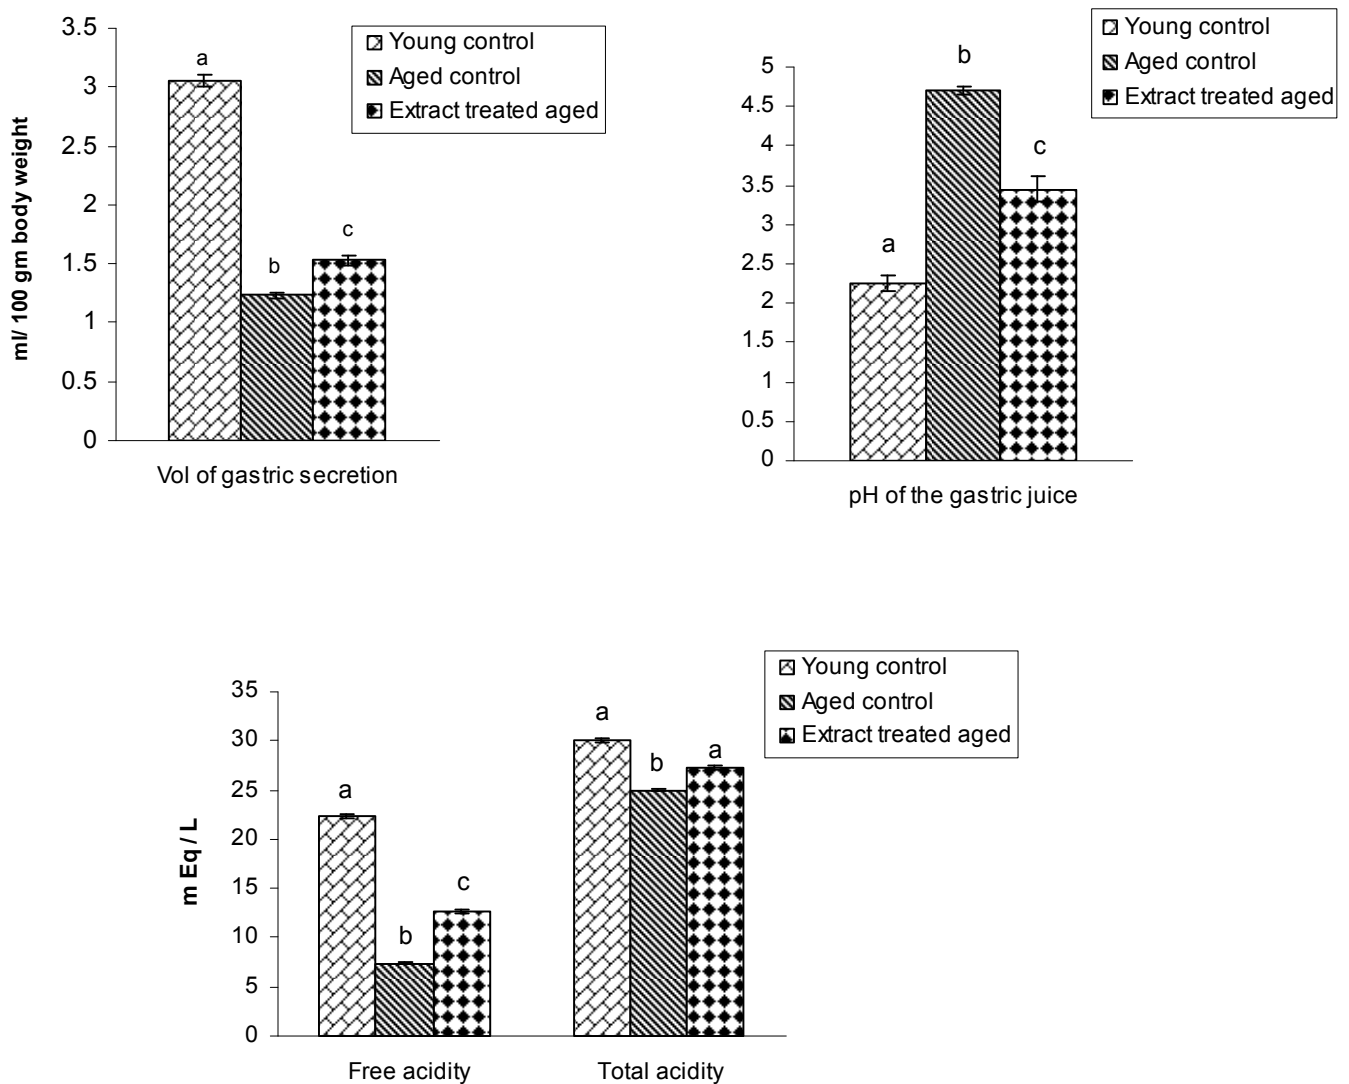 3.5
3
2.5
2
1.5
1
0.5
0
ml/ 100 gm body weight
a
b
c
Vol of gastric secretion
Young control
Aged control
Extract treated aged
5
4.5
4
3.5
3
2.5
2
1.5
1
0.5
0
a
b
c
pH of the gastric juice
Young control
Aged control
Extract treated aged
35
30
25
20
15
10
5
0
m Eq / L
a
b
c
a
b
a
Free acidity
Total acidity
Young control
Aged control
Extract treated aged